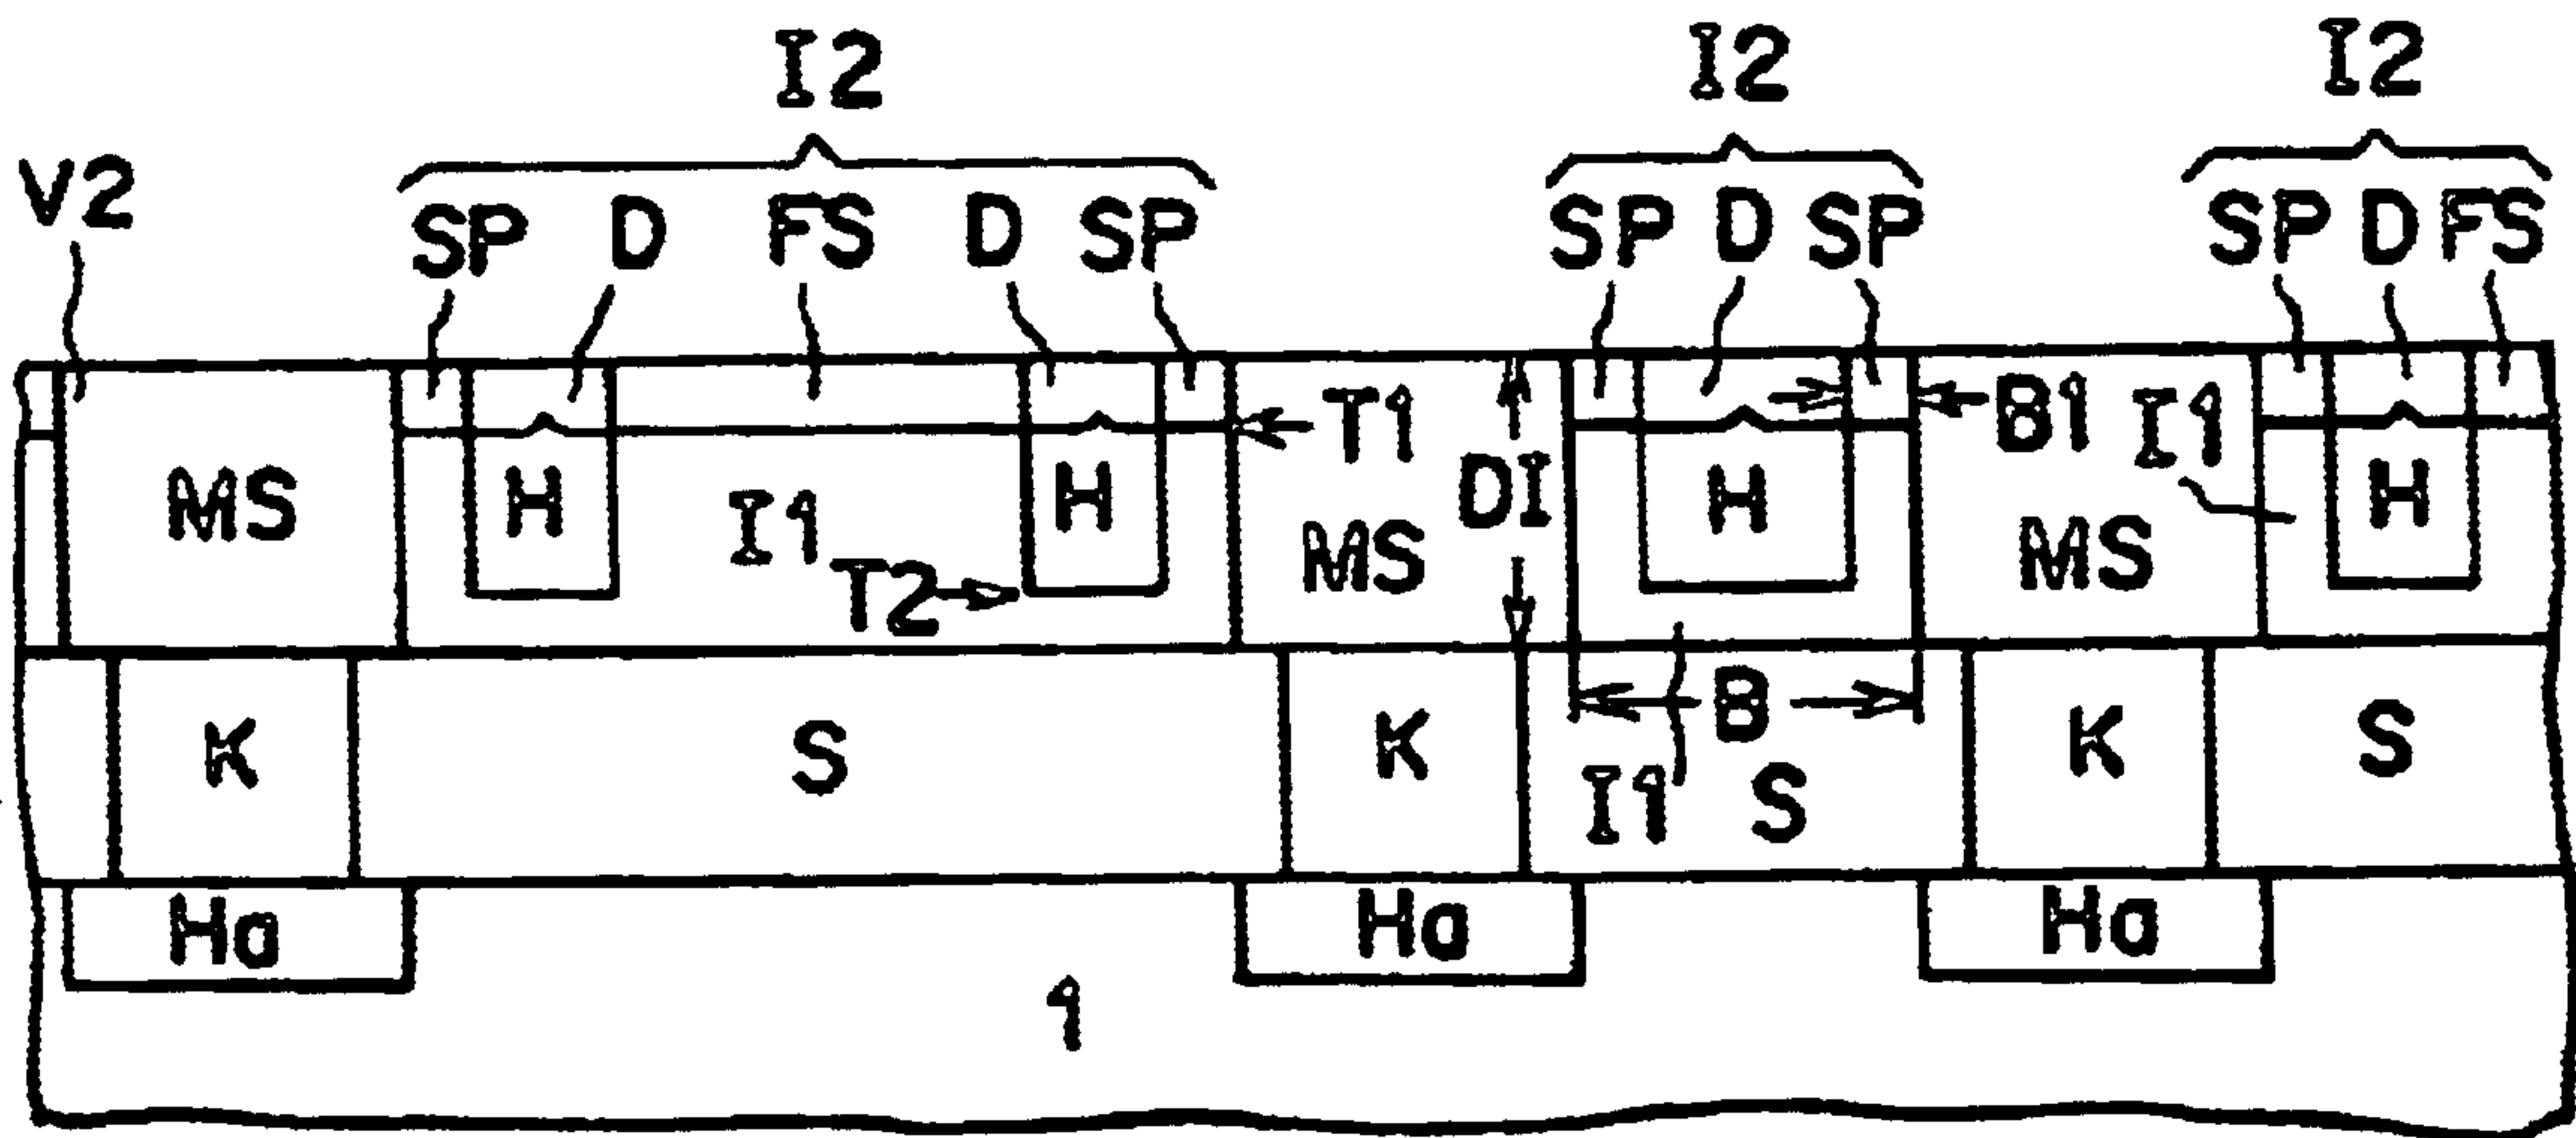 I2 I2 I2
V2 SP D FS D SP SP D SP SP D FS
T1 B1 I1
MS H I1 H MS DI H MS H
T2
K S K B K S
I1 S
Ha Ha Ha
1